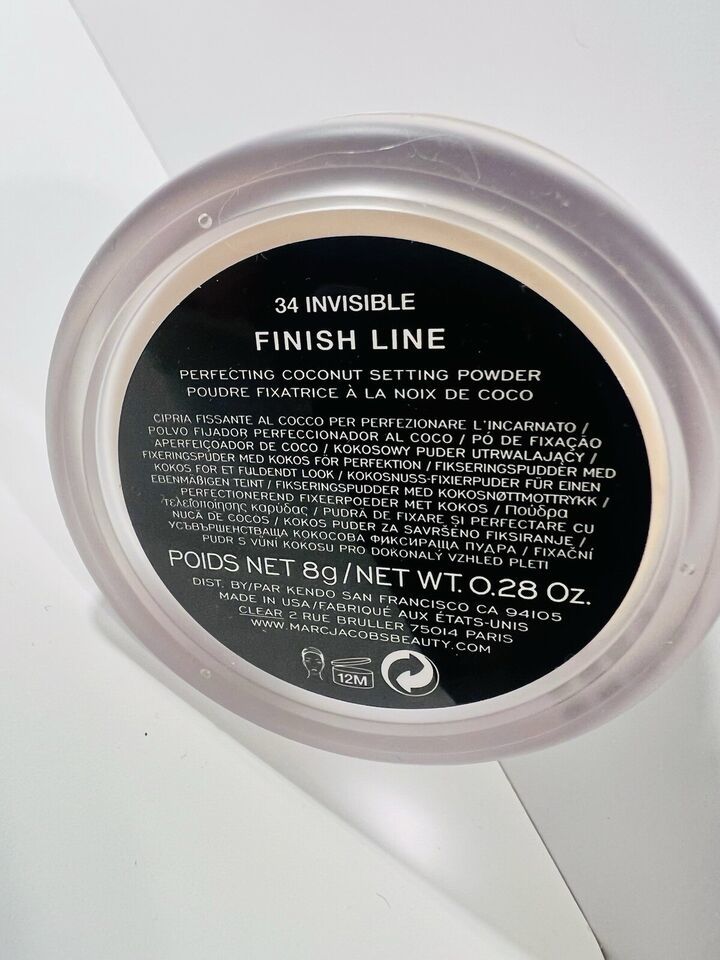 34 INVISIBLE
FINISH LINE
PERFECTING COCONUT SETTING POWDER
POUDRE FIXATRICE À LA NOIX DE COCO
CIPRIA FISSANTE AL COCCO PER PERFEZIONARE L'INCARNATO /
POLVO FIJADOR PERFECCIONADOR AL COCO / PÓ DE FIXAÇÃO
APERFEIÇOADOR DE COCO / KOKOSOWY PUDER UTRWALAJĄCY /
FIXERINGSPUDER MED KOKOS FÖR PERFEKTION / FIKSERINGSPUDDER MED
KOKOS FOR ET FULDENDT LOOK / KOKOSNUSS-FIXIERPUDER FÜR EINEN
EBENMÄßIGEN TEINT / FIKSERINGSPUDDER MED KOKOSNØTTMOTTRYKK /
PERFECTIONEREND FIXEERPOEDER MET KOKOS / Πούδρα
τελειοποίησης καρύδας / PUDRĂ DE FIXARE ȘI PERFECTARE CU
NUCĂ DE COCOS / KOKOS PUDER ZA SAVRŠENO FIKSIRANJE /
УСЪВЪРШЕНСТВАЩА КОКОСОВА ФИКСИРАЩА ПУДРА / FIXAČNÍ
PUDR S VŮNÍ KOKOSU PRO DOKONALÝ VZHLED PLETI
POIDS NET 8g/NET WT. 0.28 Oz.
DIST. BY/PAR KENDO SAN FRANCISCO CA 94105
MADE IN USA/FABRIQUÉ AUX ÉTATS-UNIS
CLEAR 2 RUE BRULLER 75014 PARIS
WWW.MARCJACOBSBEAUTY.COM
12M